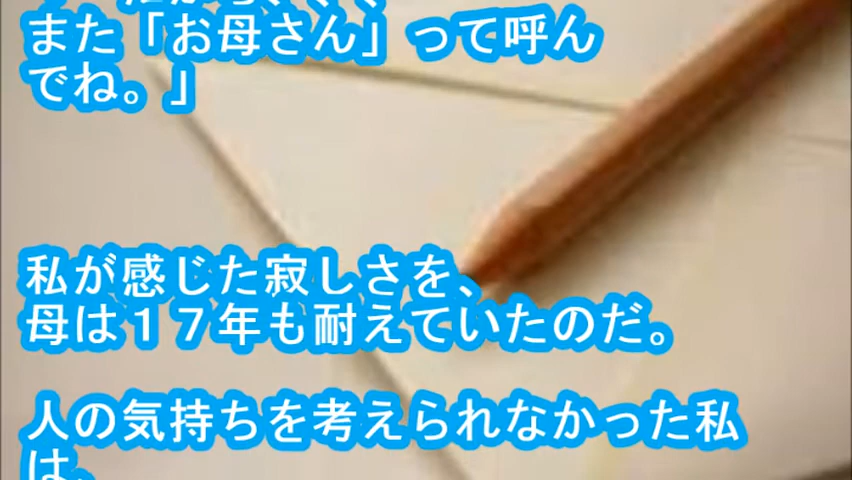 また「お母さん」って呼ん
でね。」
私が感じた寂しさを、
母は１７年も耐えていたのだ。
人の気持ちを考えられなかった私
は、